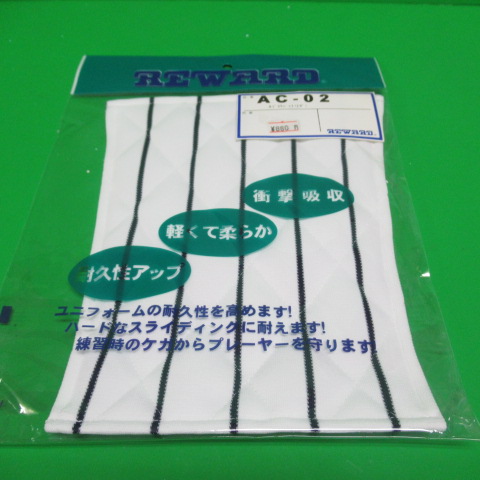 REWARD
AC-02
REWARD
衝撃吸収
軽くて柔らか
耐久性アップ
ユニフォームの耐久性を高めます!
ハードなスライディングに耐えます!
練習時のケガからプレーヤーを守ります